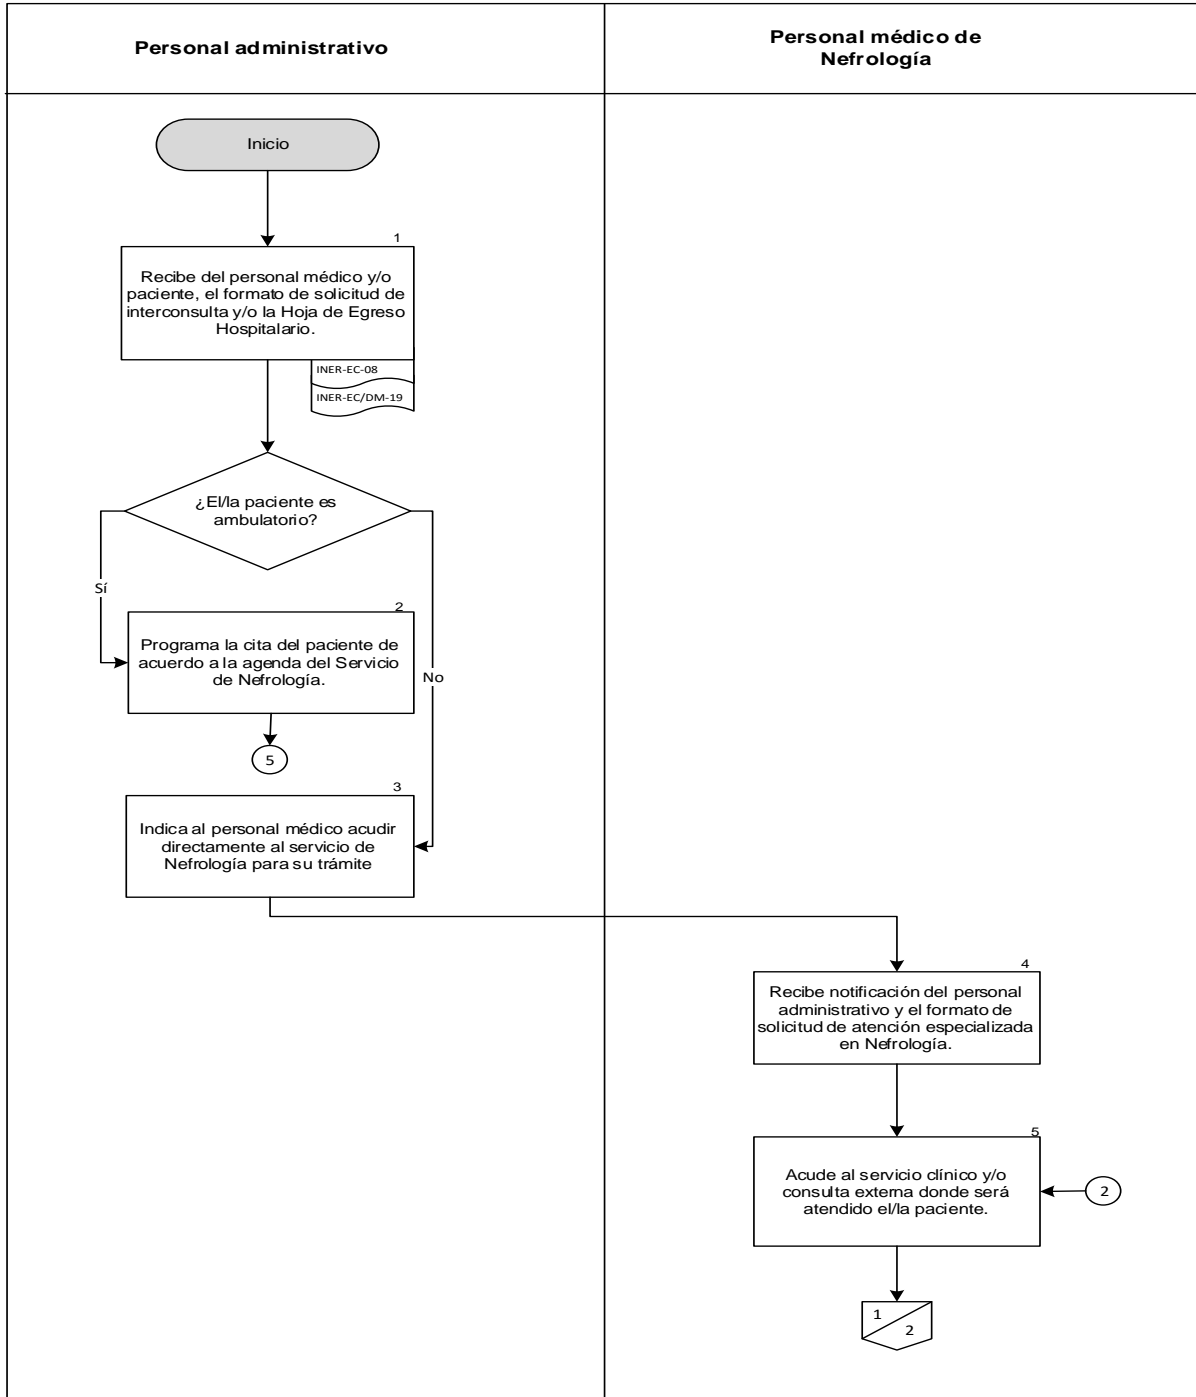 Personal administrativo
Personal médico de
Nefrología
Inicio
1
Recibe del personal médico y/o
paciente, el formato de solicitud de
interconsulta y/o la Hoja de Egreso
Hospitalario.
INER-EC-08
INER-EC/DM-19
¿El/la paciente es
ambulatorio?
Sí
No
2
Programa la cita del paciente de
acuerdo a la agenda del Servicio
de Nefrología.
5
3
Indica al personal médico acudir
directamente al servicio de
Nefrología para su trámite
4
Recibe notificación del personal
administrativo y el formato de
solicitud de atención especializada
en Nefrología.
5
Acude al servicio clínico y/o
consulta externa donde será
atendido el/la paciente.
2
1
2